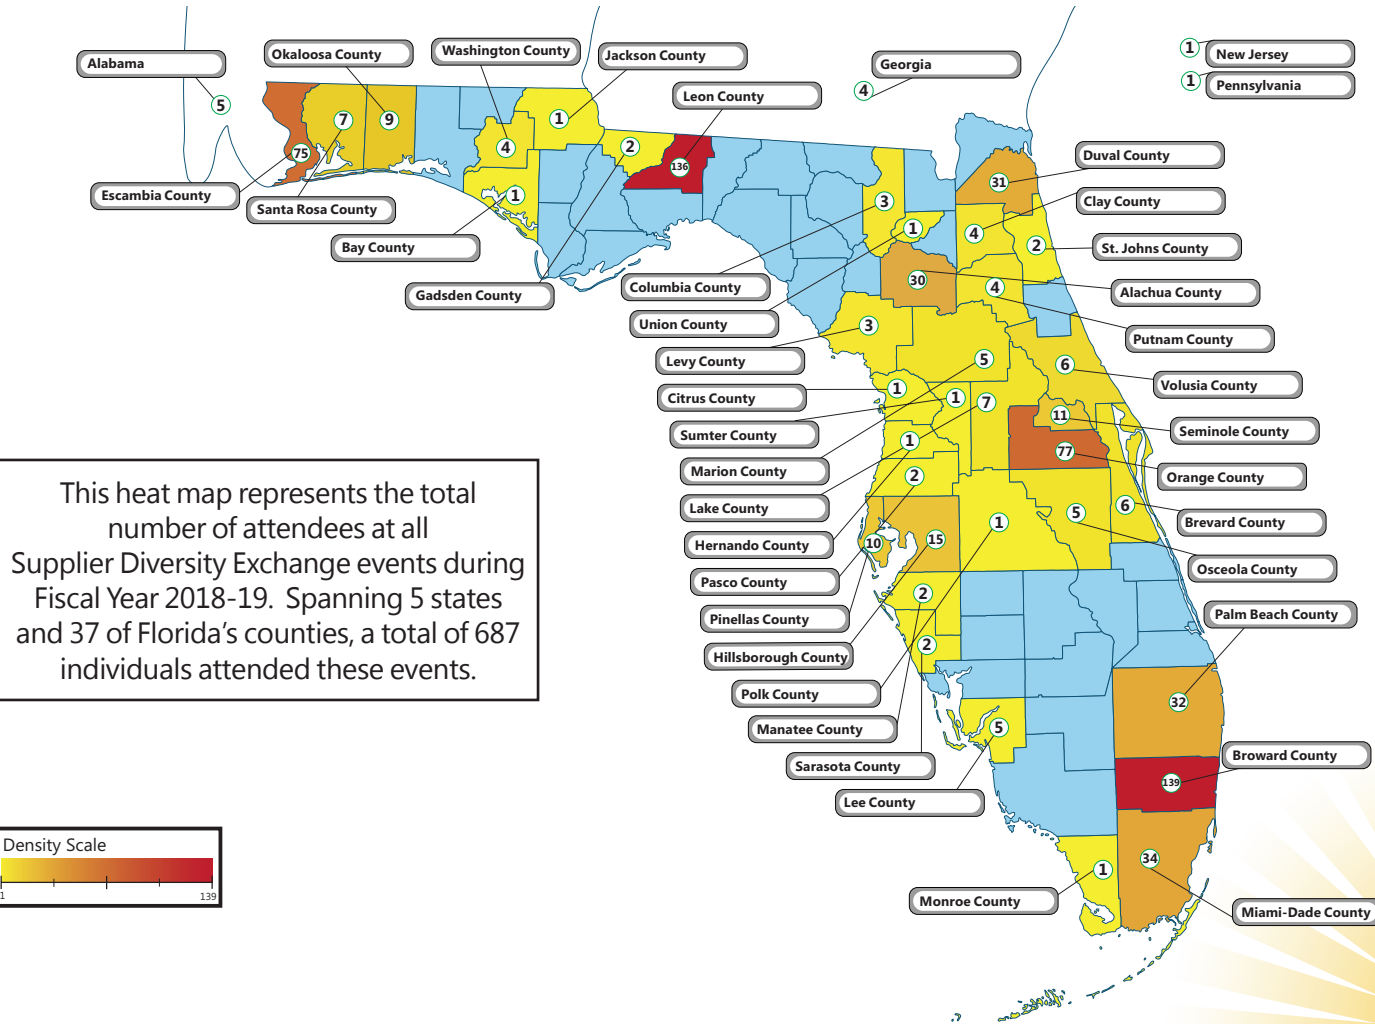 Alabama
5
Okaloosa County
Washington County
Jackson County
Leon County
Georgia
4
1
New Jersey
1
Pennsylvania
7
9
1
75
4
2
136
1
Escambia County
Santa Rosa County
Bay County
Gadsden County
31
Duval County
Clay County
3
1
4
2
St. Johns County
30
4
Columbia County
Alachua County
Union County
3
Putnam County
Levy County
5
6
Volusia County
Citrus County
1
1
7
11
Seminole County
Sumter County
1
77
Marion County
2
Orange County
Lake County
1
5
6
Brevard County
Hernando County
10
15
Osceola County
Pasco County
2
Palm Beach County
Pinellas County
2
Hillsborough County
Polk County
32
Manatee County
5
Sarasota County
Broward County
139
Lee County
34
1
Monroe County
Miami-Dade County
This heat map represents the total
number of attendees at all
Supplier Diversity Exchange events during
Fiscal Year 2018-19. Spanning 5 states
and 37 of Florida's counties, a total of 687
individuals attended these events.
Density Scale
1
139